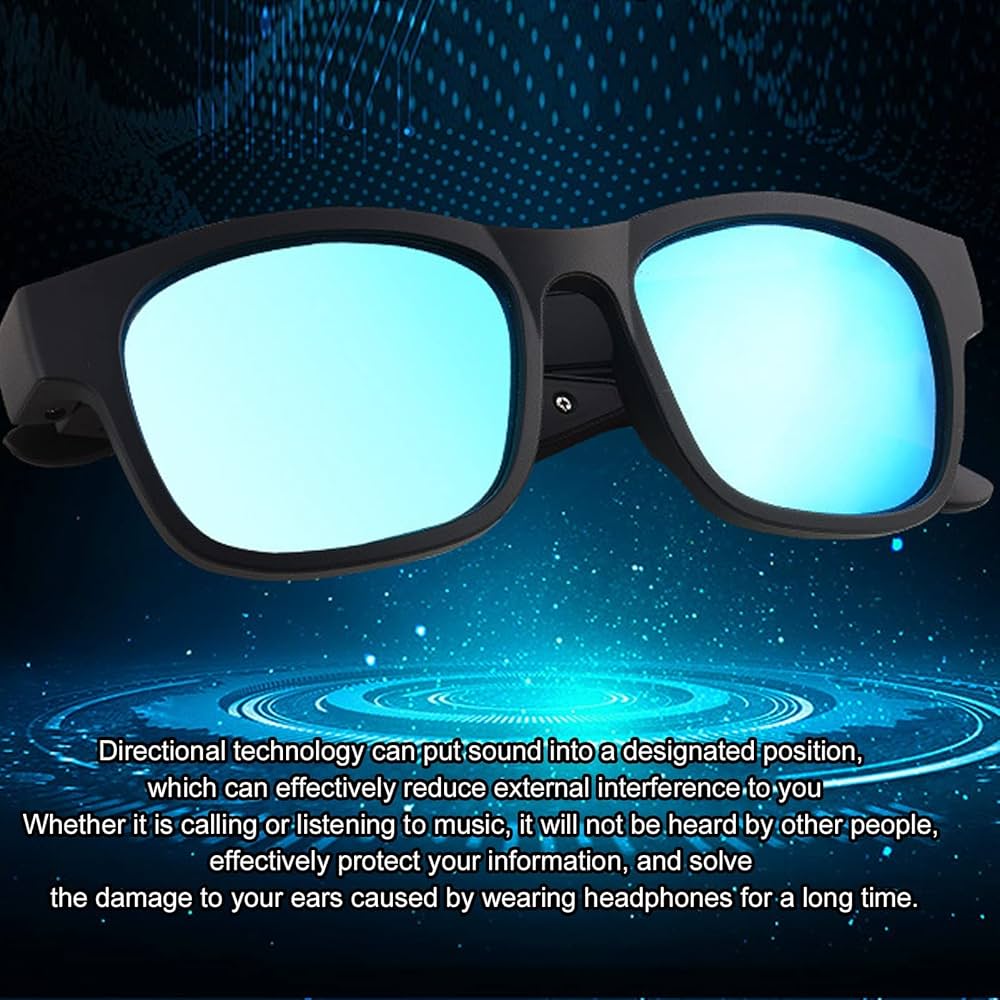 Directional technology can put sound into a designated position,
which can effectively reduce external interference to you
Whether it is calling or listening to music, it will not be heard by other people,
effectively protect your information, and solve
the damage to your ears caused by wearing headphones for a long time.